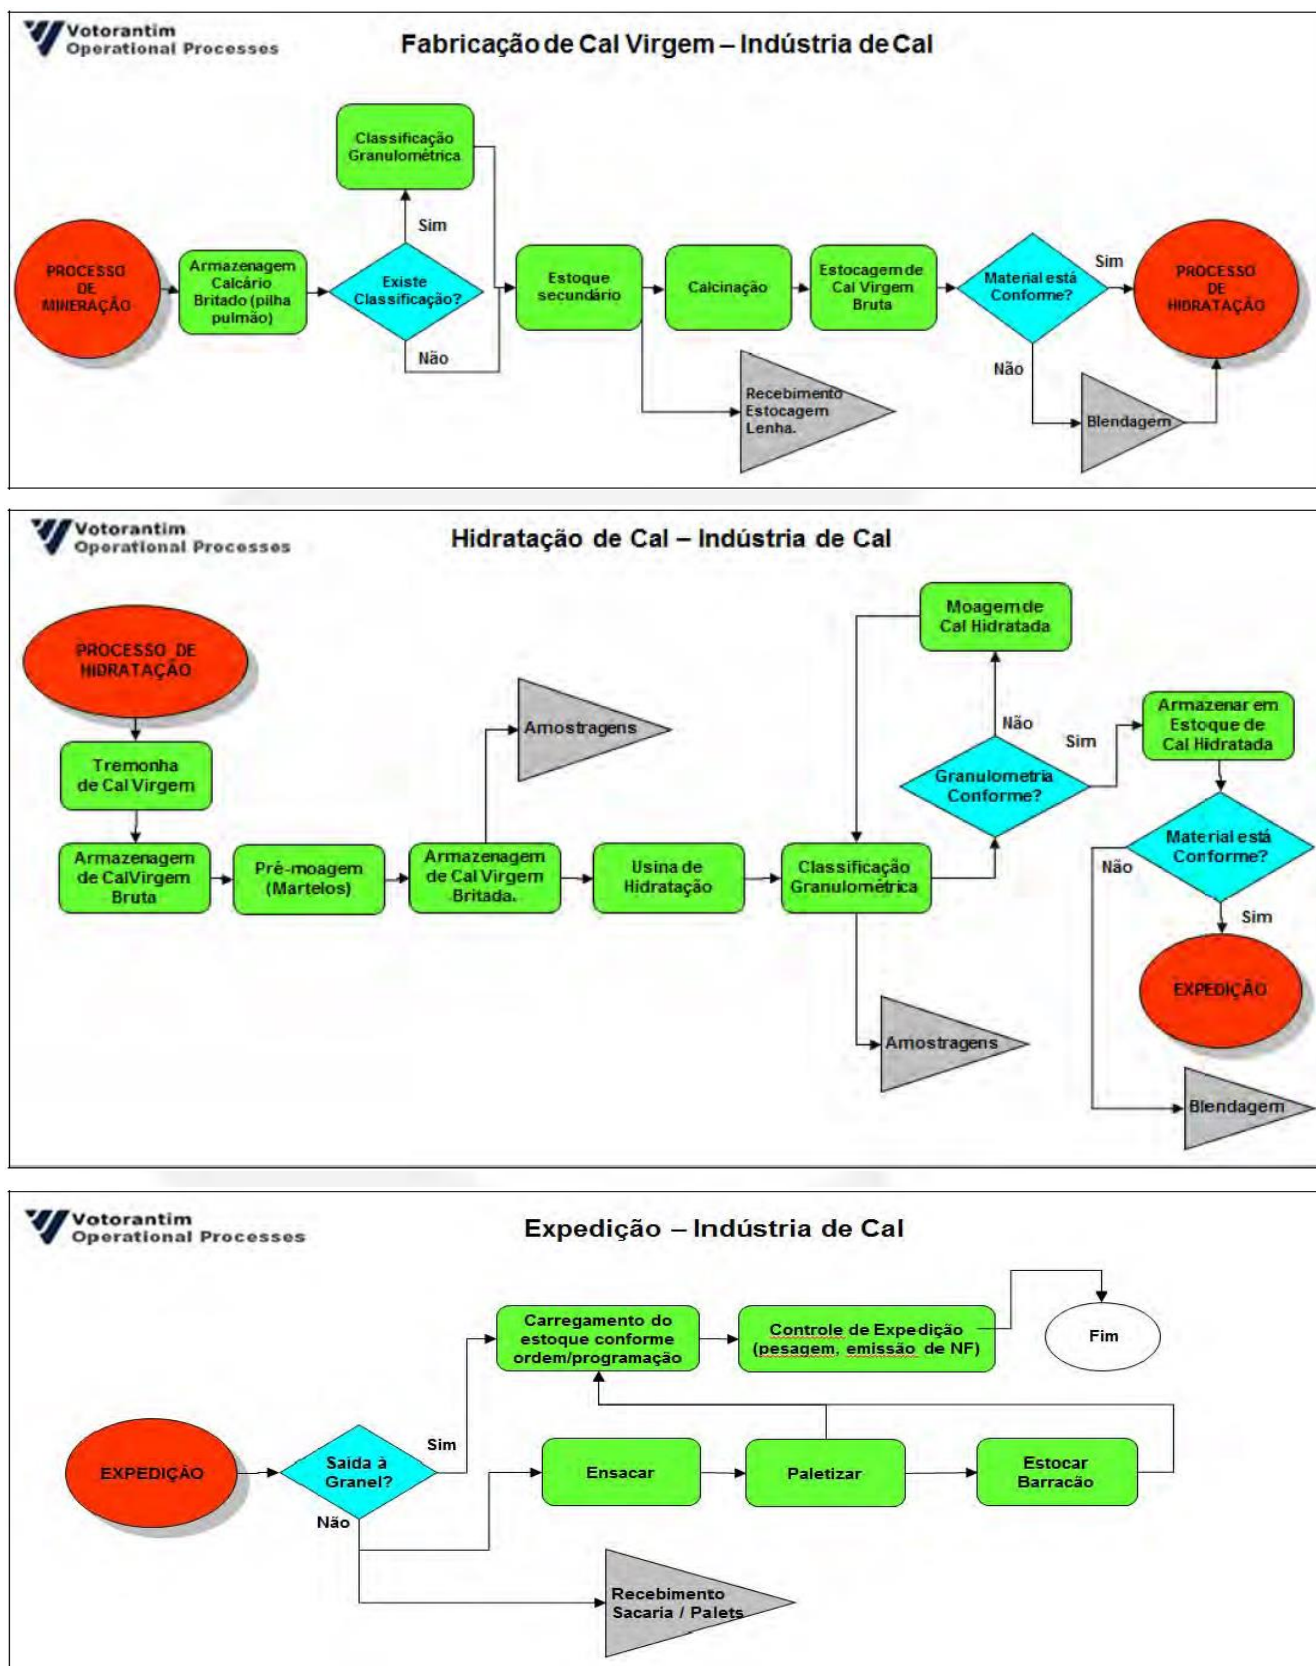 Votorantim
Operational Processes
Fabricação de Cal Virgem – Indústria de Cal
Classificação
Granulométrica
Sim
PROCESSO
DE
MINERAÇÃO
Armazenagem
Calcário
Britado (pilha
pulmão)
Existe
Classificação?
Não
Estoque
secundário
Calcinação
Estocagem de
Cal Virgem
Bruta
Material está
Conforme?
Sim
Não
PROCESSO
DE
HIDRATAÇÃO
Recebimento
Estocagem
Lenha.
Blendagem
Votorantim
Operational Processes
Hidratação de Cal – Indústria de Cal
PROCESSO DE
HIDRATAÇÃO
Tremonha
de Cal Virgem
Armazenagem
de Cal Virgem
Bruta
Pré-moagem
(Martelos)
Armazenagem
de Cal Virgem
Britada.
Amostragens
Usina de
Hidratação
Classificação
Granulométrica
Amostragens
Moagem de
Cal Hidratada
Não
Granulometria
Conforme?
Sim
Armazenar em
Estoque de
Cal Hidratada
Material está
Conforme?
Não
Sim
EXPEDIÇÃO
Blendagem
Votorantim
Operational Processes
Expedição – Indústria de Cal
Carregamento do
estoque conforme
ordem/programação
Controle de Expedição
(pesagem, emissão de NF)
Fim
EXPEDIÇÃO
Saída à
Granel?
Sim
Não
Ensacar
Paletizar
Estocar
Barracão
Recebimento
Sacaria / Palets